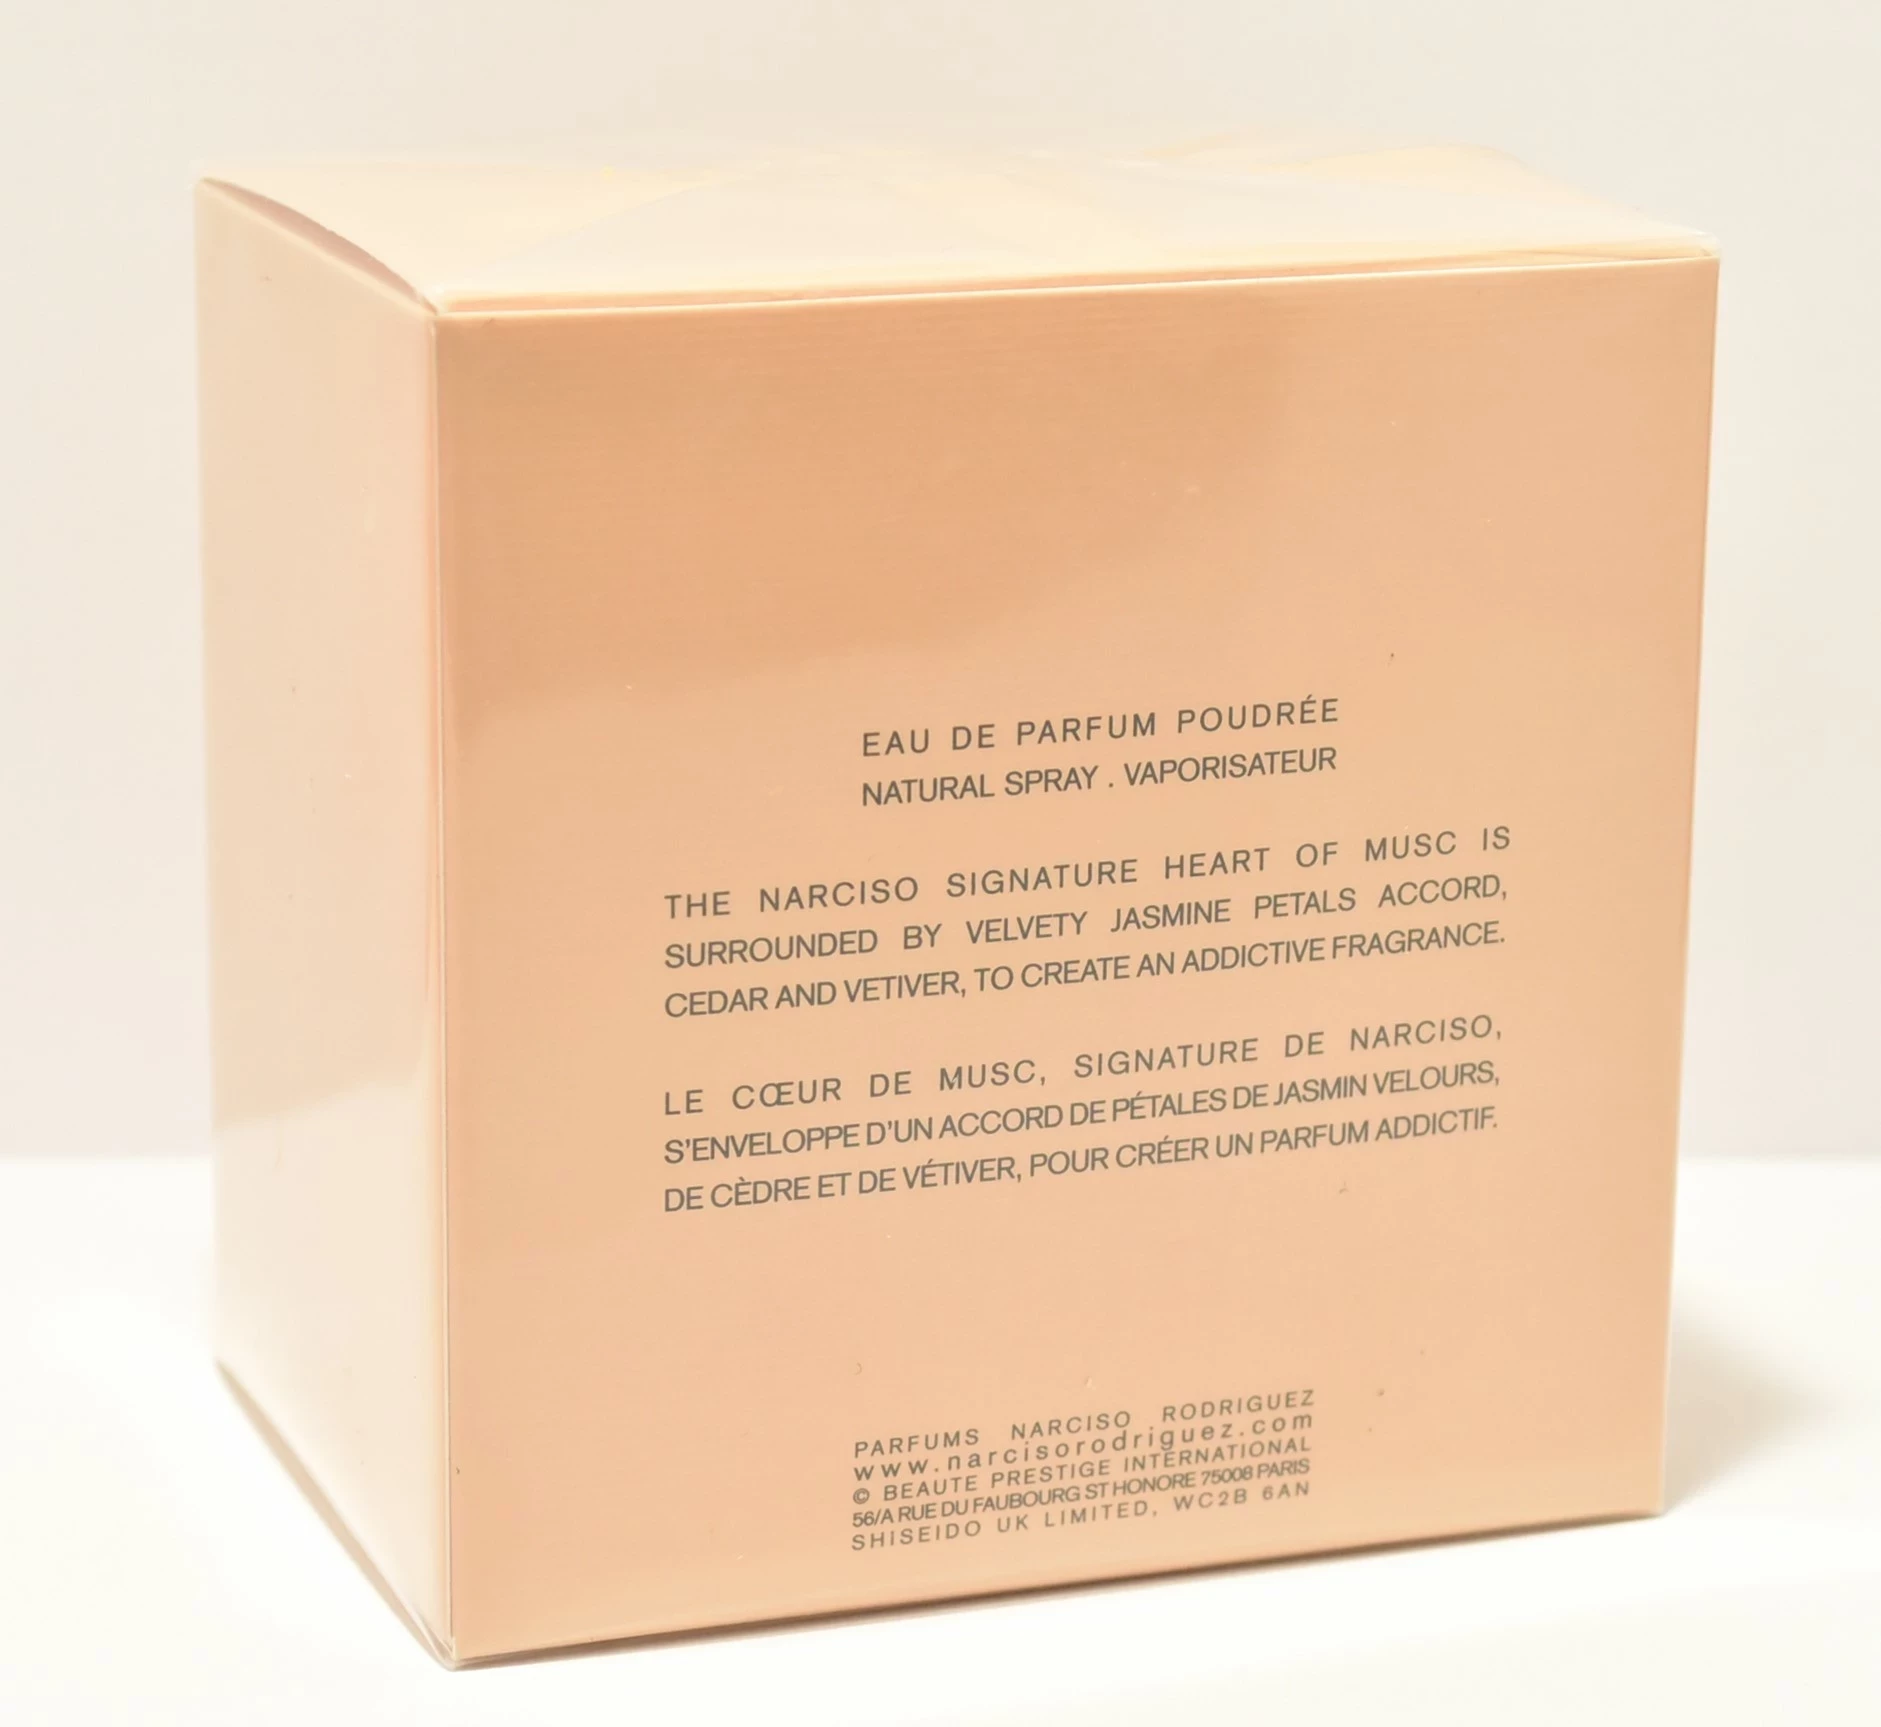 EAU DE PARFUM POUDRÉE
NATURAL SPRAY . VAPORISATEUR
THE NARCISO SIGNATURE HEART OF MUSC IS
SURROUNDED BY VELVETY JASMINE PETALS ACCORD,
CEDAR AND VETIVER, TO CREATE AN ADDICTIVE FRAGRANCE.
LE CŒUR DE MUSC, SIGNATURE DE NARCISO,
S'ENVELOPPE D'UN ACCORD DE PÉTALES DE JASMIN VELOURS,
DE CÈDRE ET DE VÉTIVER, POUR CRÉER UN PARFUM ADDICTIF.
PARFUMS NARCISO RODRIGUEZ
www.narcisorodriguez.com
© BEAUTE PRESTIGE INTERNATIONAL
56/A RUE DU FAUBOURG ST HONORE 75008 PARIS
SHISEIDO UK LIMITED, WC2B 6AN